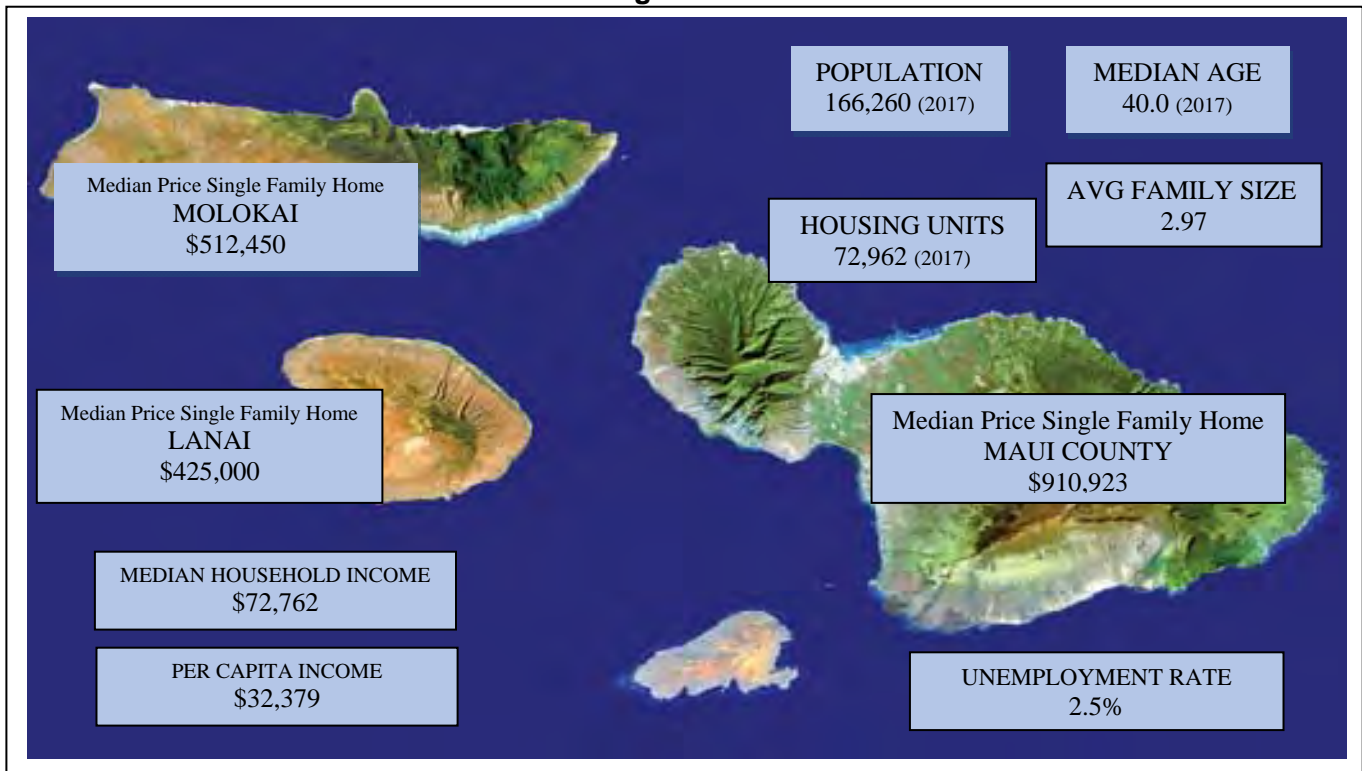 POPULATION
166,260 (2017)
MEDIAN AGE
40.0 (2017)
Median Price Single Family Home
MOLOKAI
$512,450
AVG FAMILY SIZE
2.97
HOUSING UNITS
72,962 (2017)
Median Price Single Family Home
LANAI
$425,000
Median Price Single Family Home
MAUI COUNTY
$910,923
MEDIAN HOUSEHOLD INCOME
$72,762
PER CAPITA INCOME
$32,379
UNEMPLOYMENT RATE
2.5%